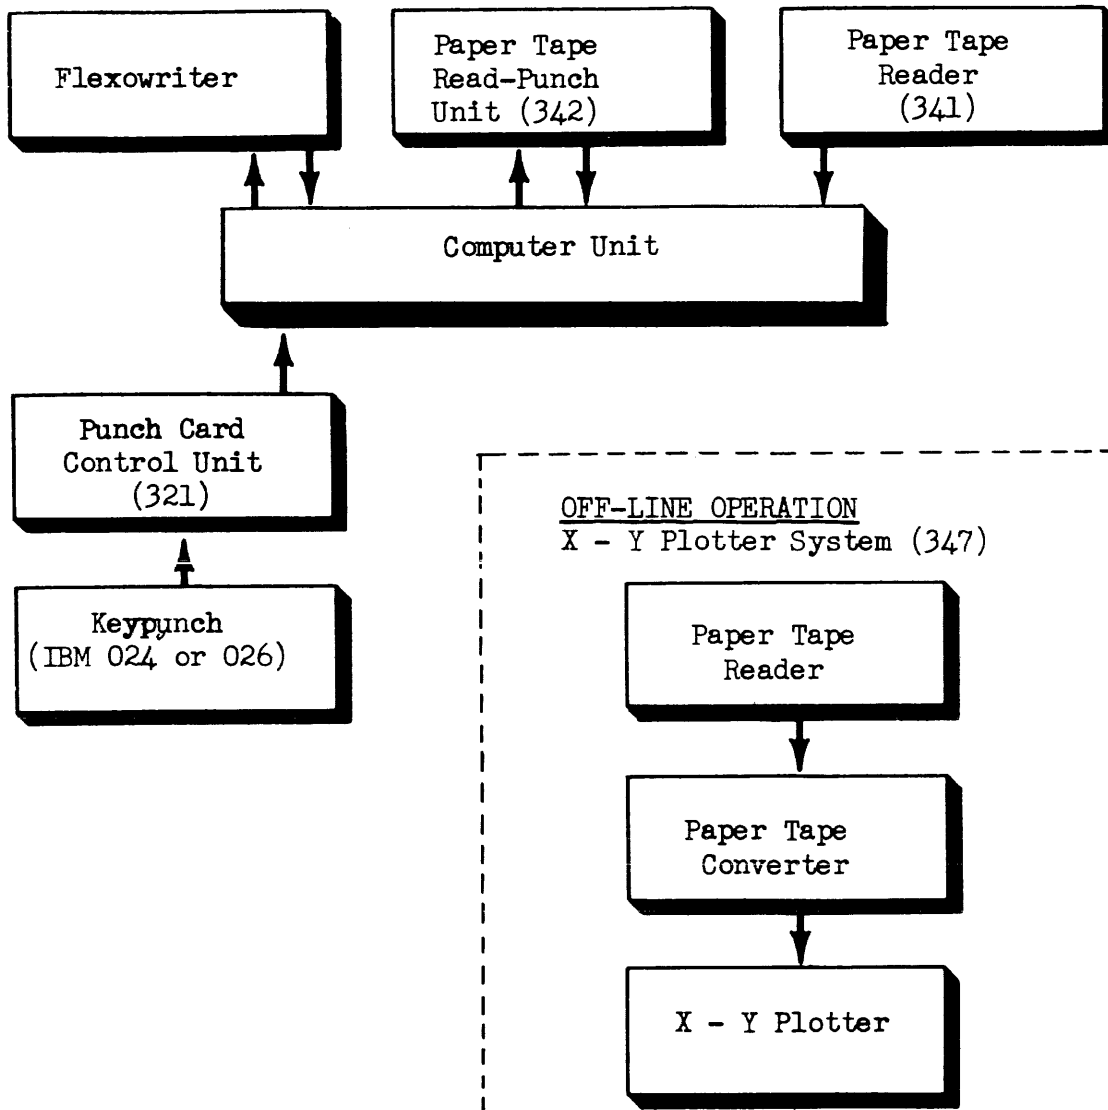 Flexowriter
Paper Tape
Read-Punch
Unit (342)
Paper Tape
Reader
(341)
Computer Unit
Punch Card
Control Unit
(321)
Keypunch
(IBM 024 or 026)
OFF-LINE OPERATION
X - Y Plotter System (347)
Paper Tape
Reader
Paper Tape
Converter
X - Y Plotter